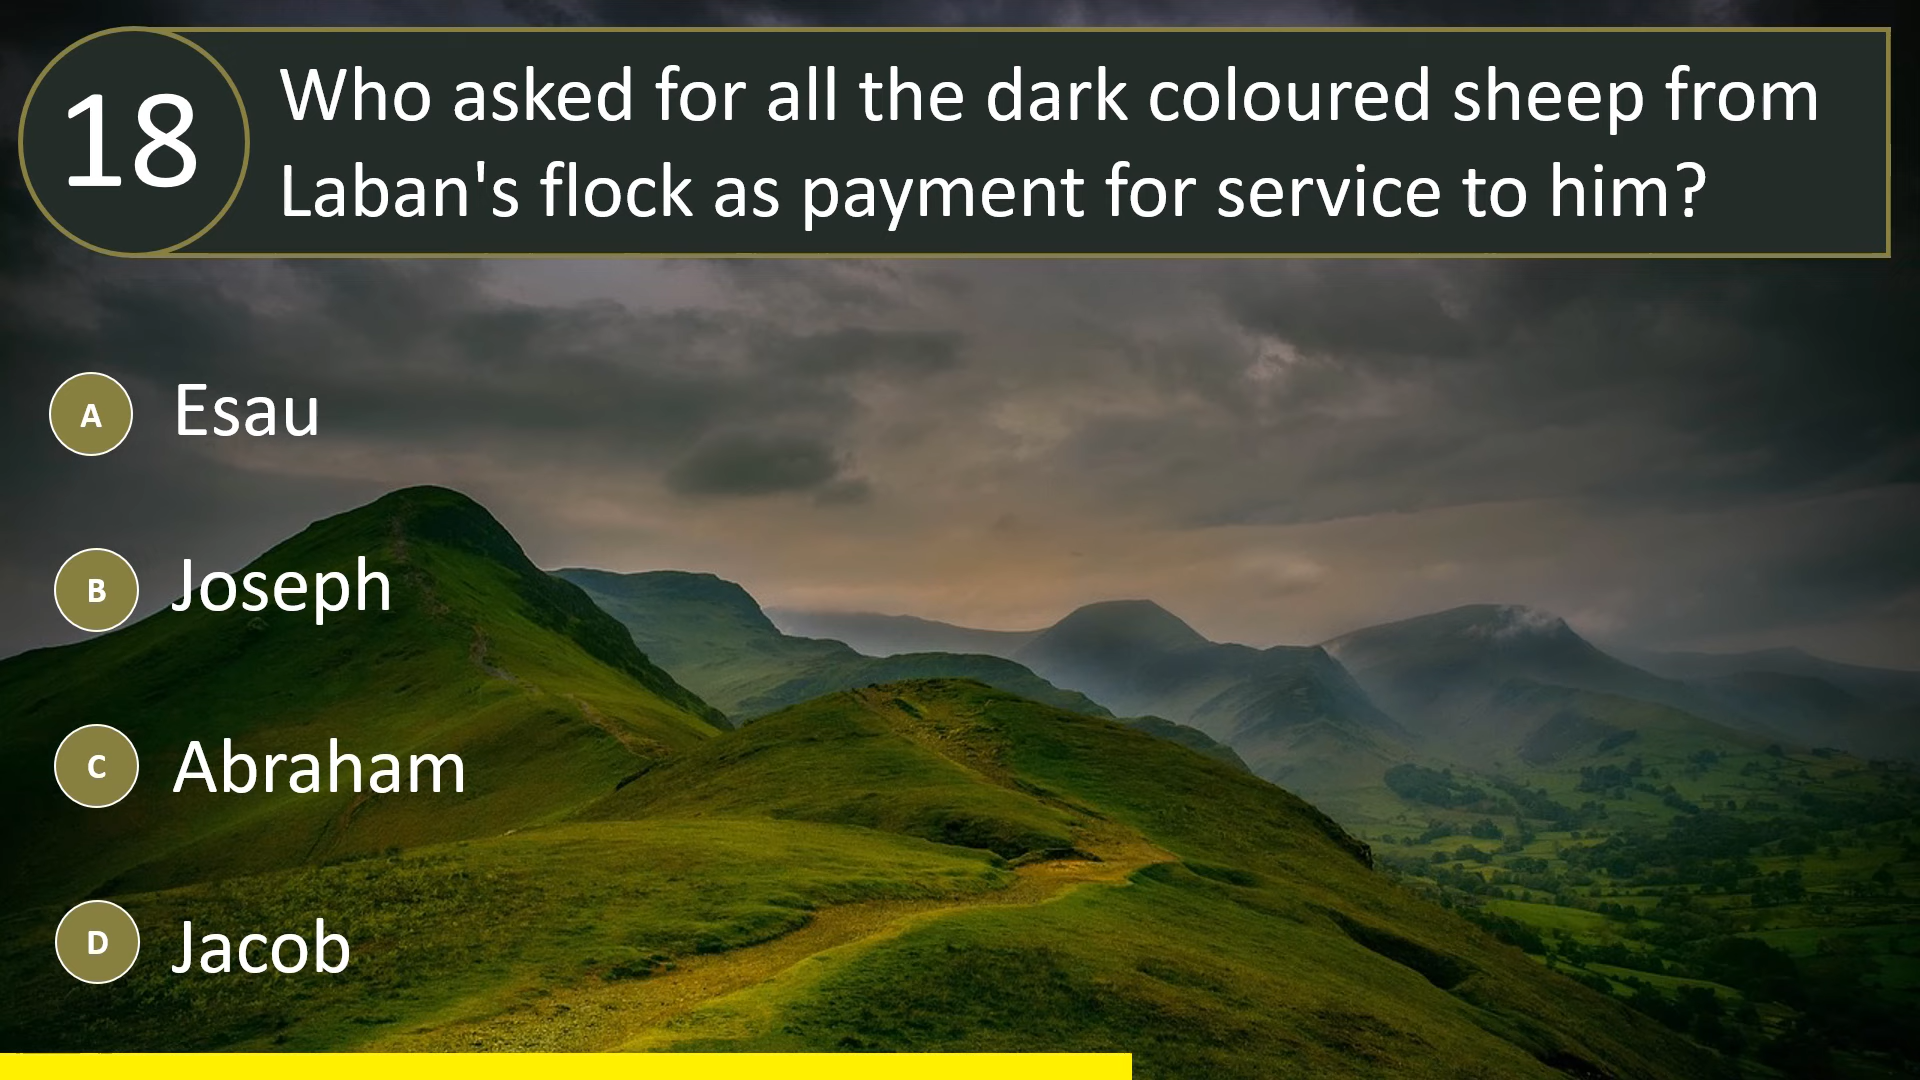 18
Who asked for all the dark coloured sheep from
Laban's flock as payment for service to him?
A Esau
B Joseph
C Abraham
D Jacob